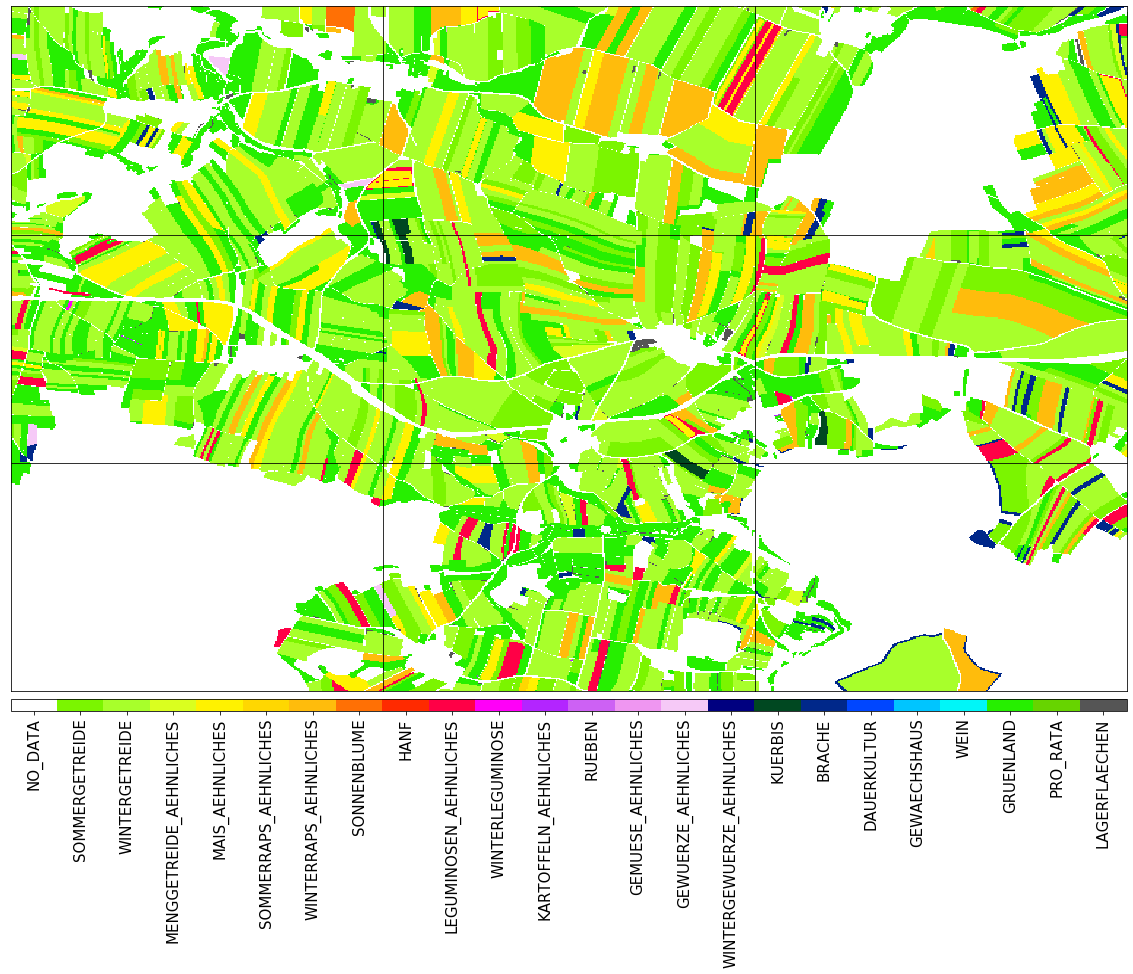 NO_DATA
SOMMERGETREIDE
WINTERGETREIDE
MENGGETREIDE_AEHNLICHES
MAIS_AEHNLICHES
SOMMERRAPS_AEHNLICHES
WINTERRAPS_AEHNLICHES
SONNENBLUME
HANF
LEGUMINOSEN_AEHNLICHES
WINTERLEGUMINOSE
KARTOFFELN_AEHNLICHES
RUEBEN
GEMUESE_AEHNLICHES
GEWUERZE_AEHNLICHES
WINTERGEWUERZE_AEHNLICHES
KUERBIS
BRACHE
DAUERKULTUR
GEWAECHSHAUS
WEIN
GRUENLAND
PRO_RATA
LAGERFLAECHEN